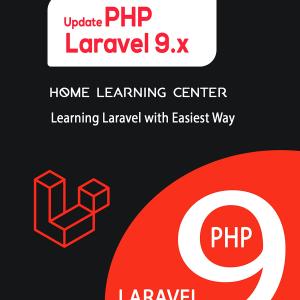 Update PHP
Laravel 9.x
HOME LEARNING CENTER
Learning Laravel with Easiest Way
PHP
9
LARAVEL